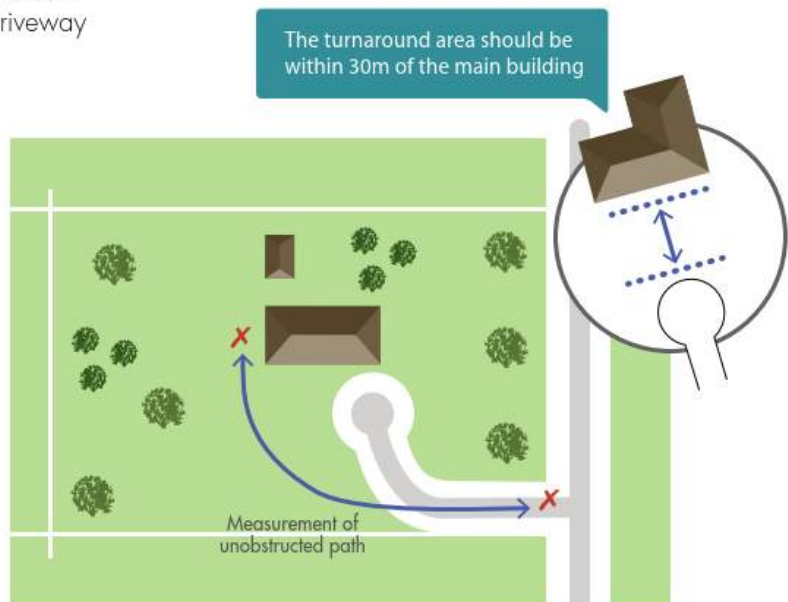 riveway
The turnaround area should be
within 30m of the main building
Measurement of
unobstructed path